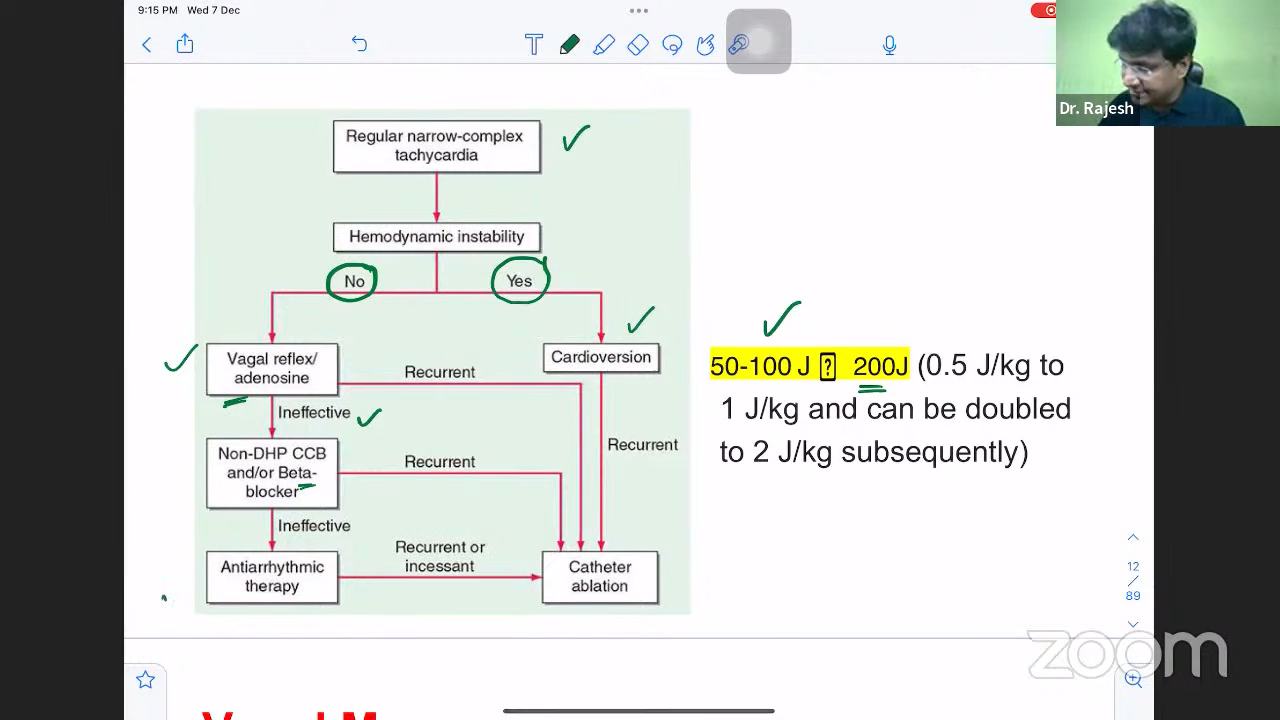 9:15 PM Wed 7 Dec
T
Dr. Rajesh
Regular narrow-complex
tachycardia
Hemodynamic instability
No
Yes
Vagal reflex/
adenosine
Recurrent
Cardioversion
Ineffective
Recurrent
Non-DHP CCB
and/or Beta-
blocker
Recurrent
Ineffective
Antiarrhythmic
therapy
Recurrent or
incessant
Catheter
ablation
50-100 J ? 200J (0.5 J/kg to
1 J/kg and can be doubled
to 2 J/kg subsequently)
12
/
89
zoom